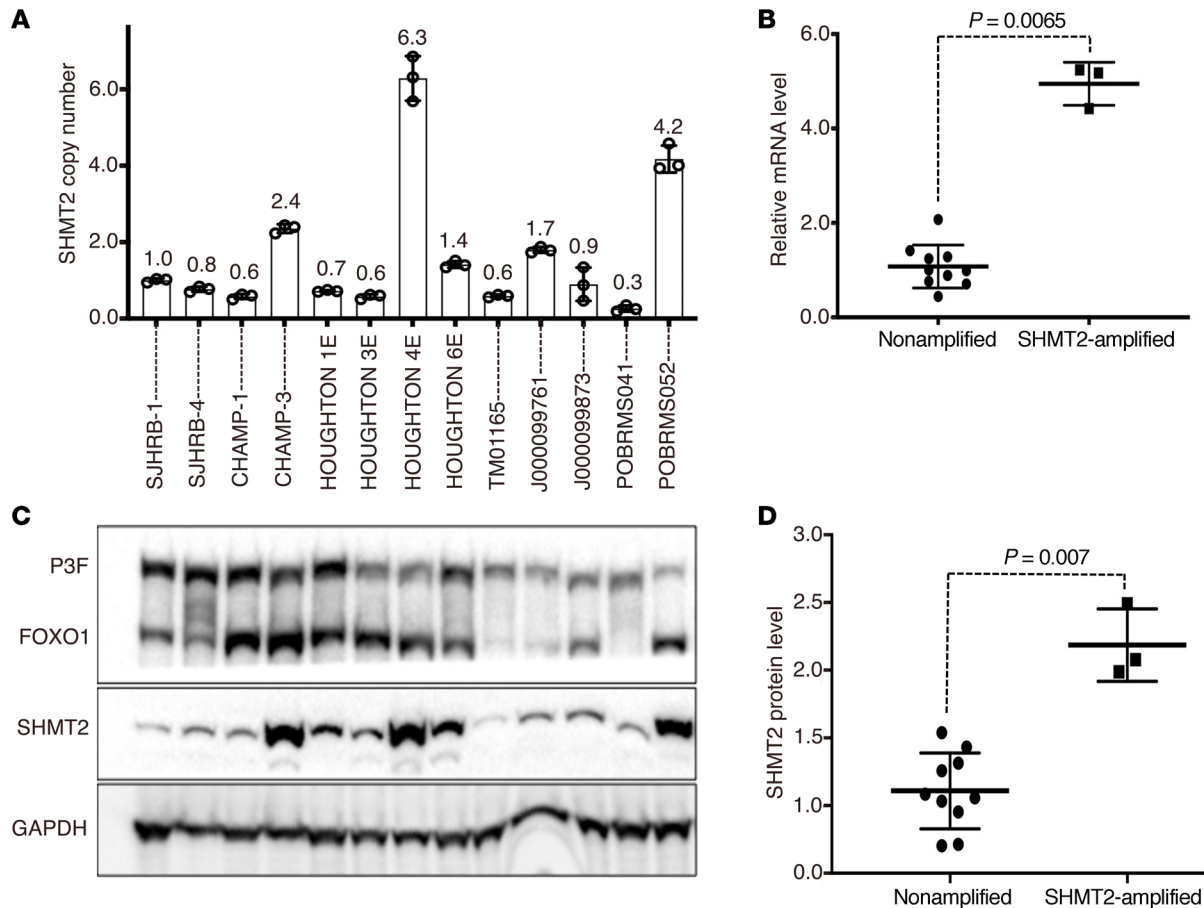 A
SHMT2 copy number
6.0
4.0
2.0
0.0
1.0
0.8
0.6
2.4
0.7
0.6
6.3
1.4
0.6
1.7
0.9
0.3
4.2
SJHRB-1
SJHRB-4
CHAMP-1
CHAMP-3
HOUGHTON 1E
HOUGHTON 3E
HOUGHTON 4E
HOUGHTON 6E
TM01165
J000099761
J000099873
POBRMS041
POBRMS052
B
Relative mRNA level
6.0
4.0
2.0
0.0
P = 0.0065
Nonamplified
SHMT2-amplified
C
P3F
FOXO1
SHMT2
GAPDH
D
SHMT2 protein level
3.0
2.5
2.0
1.5
1.0
0.0
P = 0.007
Nonamplified
SHMT2-amplified